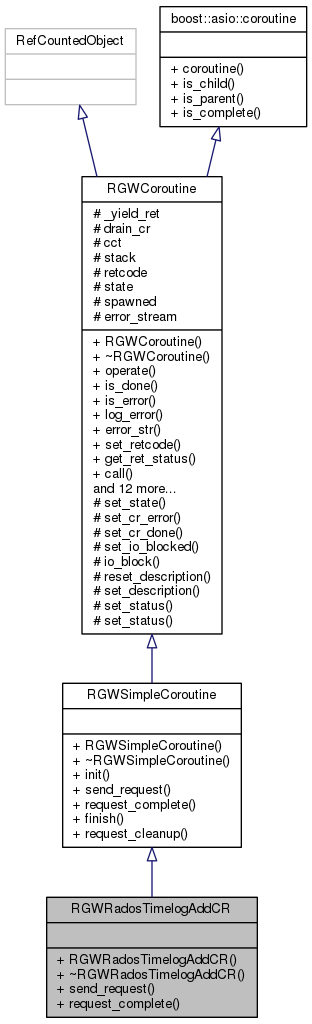 RefCountedObject
boost::asio::coroutine
+ coroutine()
+ is_child()
+ is_parent()
+ is_complete()
RGWCoroutine
# _yield_ret
# drain_cr
# cct
# stack
# retcode
# state
# spawned
# error_stream
+ RGWCoroutine()
+ ~RGWCoroutine()
+ operate()
+ is_done()
+ is_error()
+ log_error()
+ error_str()
+ set_retcode()
+ get_ret_status()
+ call()
and 12 more...
# set_state()
# set_cr_error()
# set_cr_done()
# set_io_blocked()
# io_block()
# reset_description()
# set_description()
# set_status()
# set_status()
RGWSimpleCoroutine
+ RGWSimpleCoroutine()
+ ~RGWSimpleCoroutine()
+ init()
+ send_request()
+ request_complete()
+ finish()
+ request_cleanup()
RGWRadosTimelogAddCR
+ RGWRadosTimelogAddCR()
+ ~RGWRadosTimelogAddCR()
+ send_request()
+ request_complete()